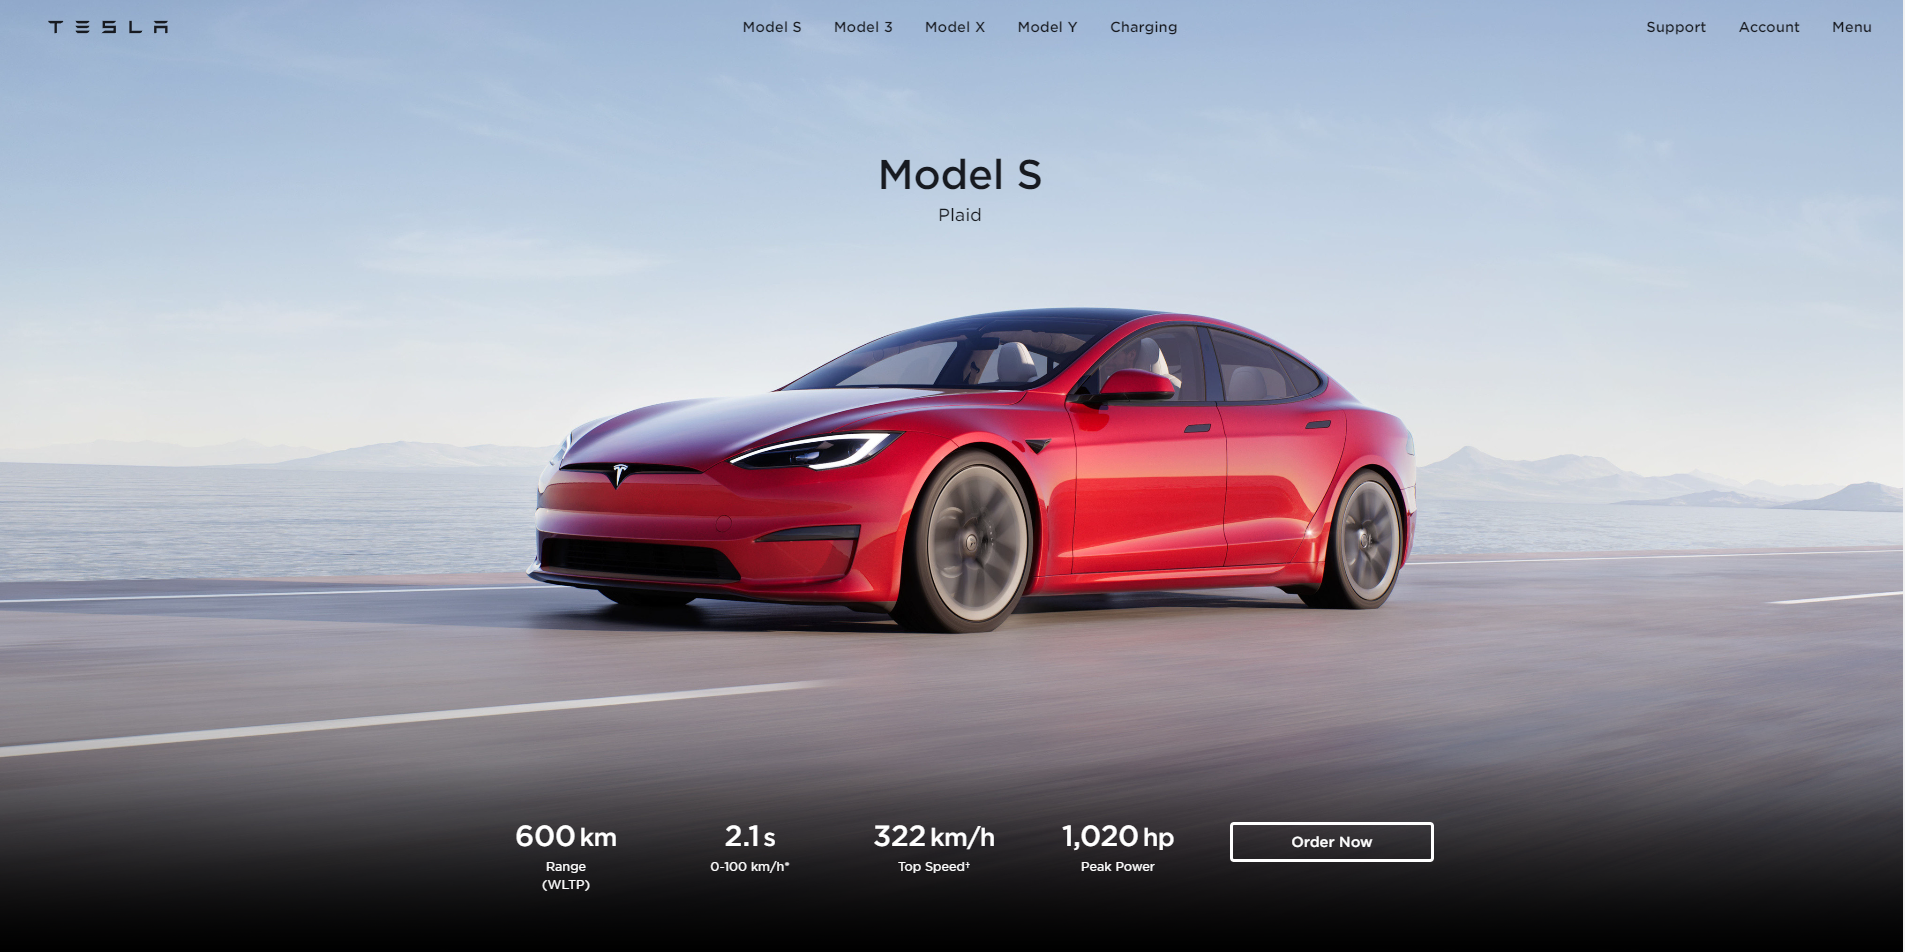 TESLA
Model S Model 3 Model X Model Y Charging
Support Account Menu
Model S
Plaid
600 km
Range
(WLTP)
2.1 s
0-100 km/h*
322 km/h
Top Speed†
1,020 hp
Peak Power
Order Now